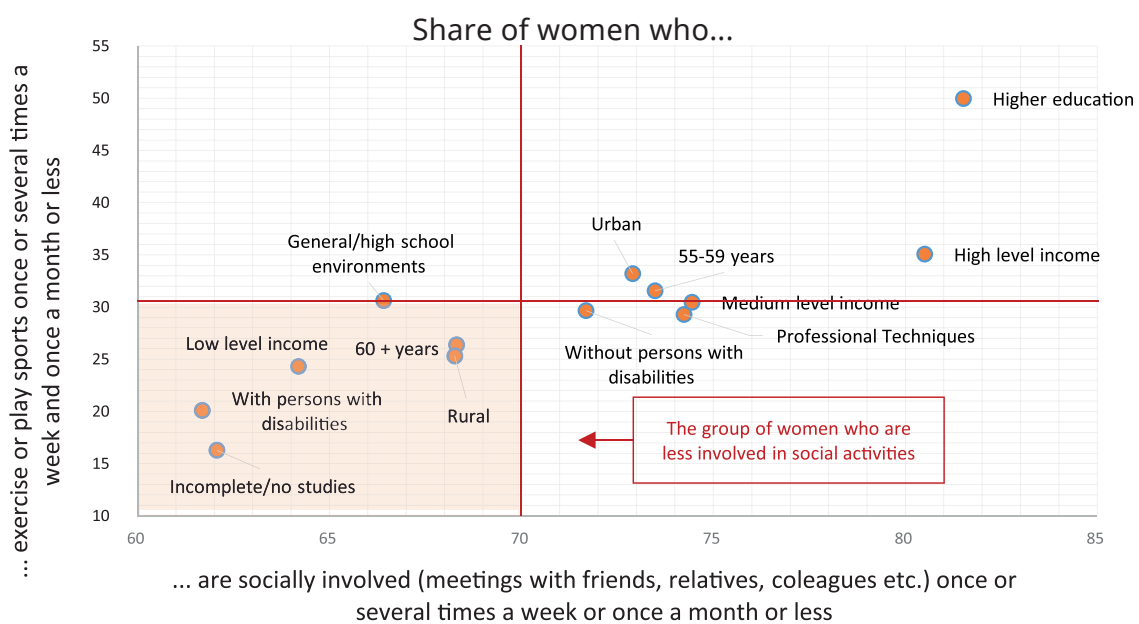 Share of women who...
... exercise or play sports once or several times a
week and once a month or less
55
50
45
40
35
30
25
20
15
10
Higher education
Urban
General/high school
environments
55-59 years
High level income
Medium level income
Low level income
60 + years
Professional Techniques
Without persons with
disabilities
With persons with
disabilities
Rural
The group of women who are
less involved in social activities
Incomplete/no studies
60
65
70
75
80
85
... are socially involved (meetings with friends, relatives, coleagues etc.) once or
several times a week or once a month or less